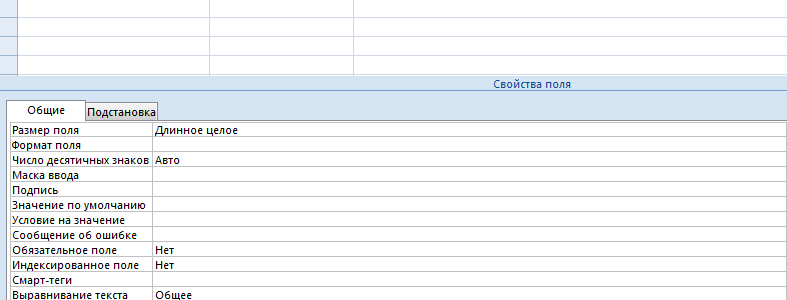 Свойства поля
Общие Подстановка
Размер поля Длинное целое
Формат поля
Число десятичных знаков Авто
Маска ввода
Подпись
Значение по умолчанию
Условие на значение
Сообщение об ошибке
Обязательное поле Нет
Индексированное поле Нет
Смарт-теги
Выравнивание текста Общее